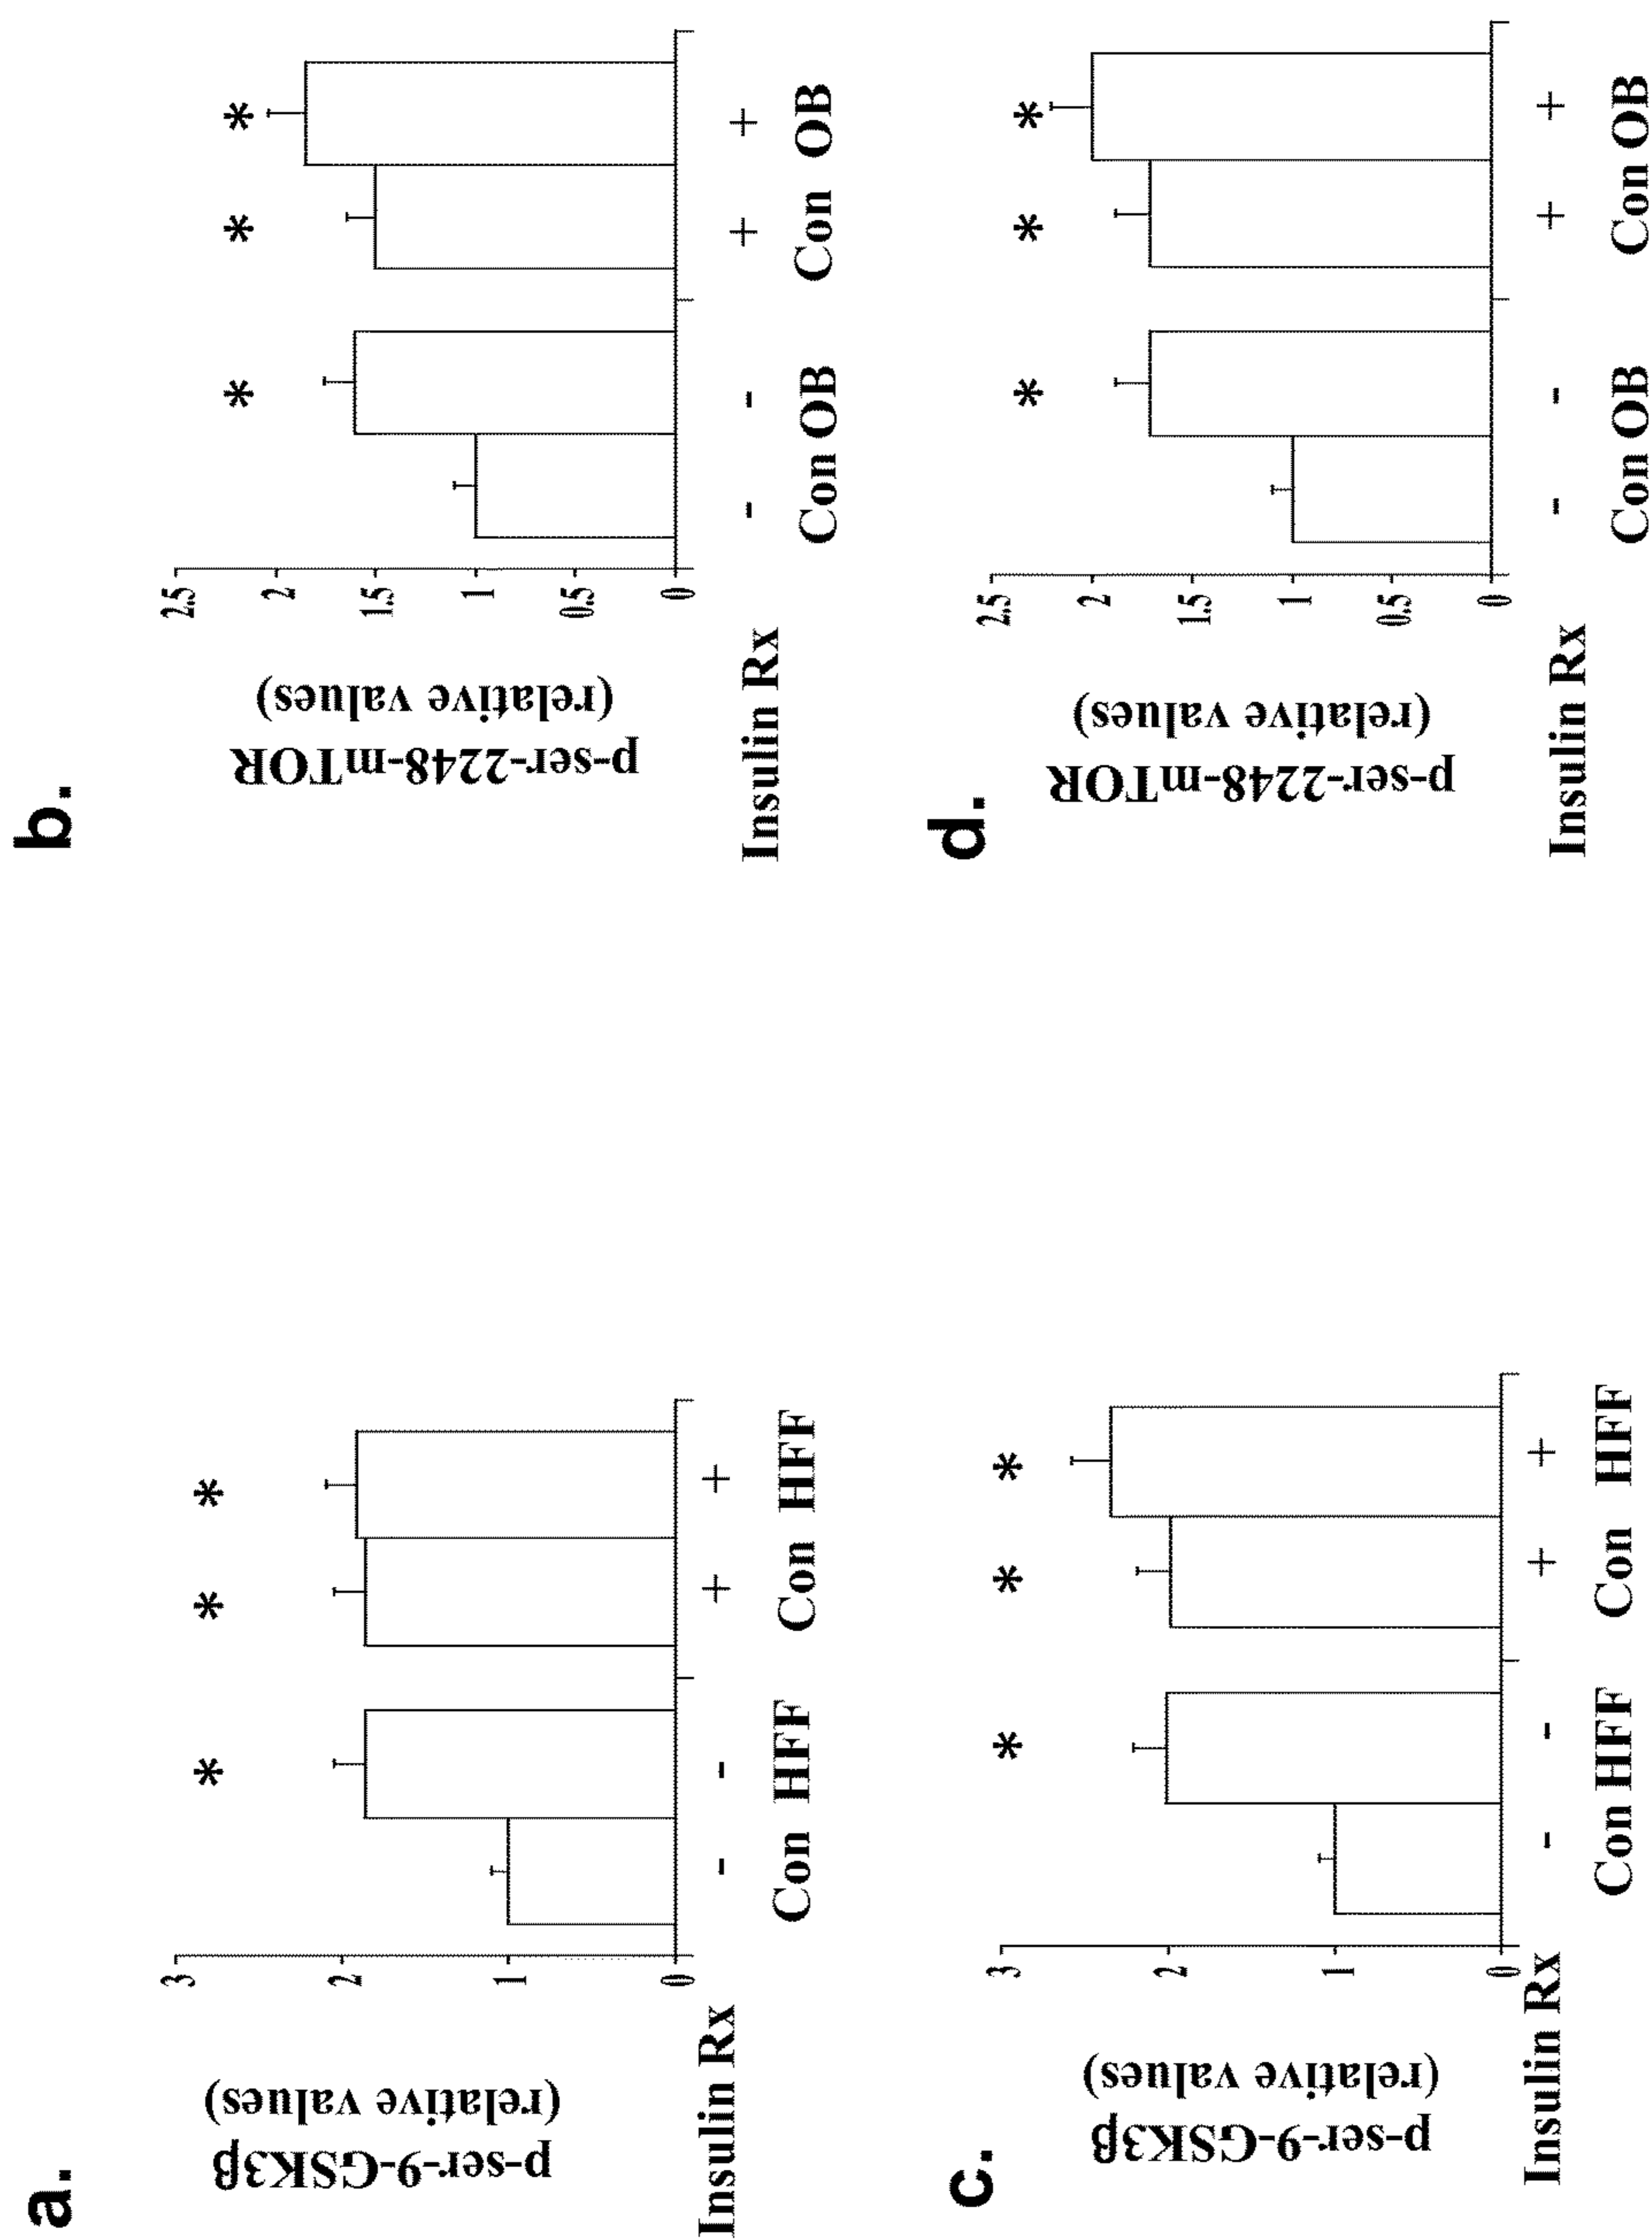 a.
p-ser-9-GSK3β
(relative values)
3
2
1
0
* * *
Insulin Rx
- - + +
Con HFF Con HFF
b.
p-ser-2248-mTOR
(relative values)
2.5
2
1.5
1
0.5
0
* * *
Insulin Rx
- - + +
Con OB Con OB
c.
p-ser-9-GSK3β
(relative values)
3
2
1
0
* * *
Insulin Rx
- - + +
Con HFF Con HFF
d.
p-ser-2248-mTOR
(relative values)
2.5
2
1.5
1
0.5
0
* * *
Insulin Rx
- - + +
Con OB Con OB